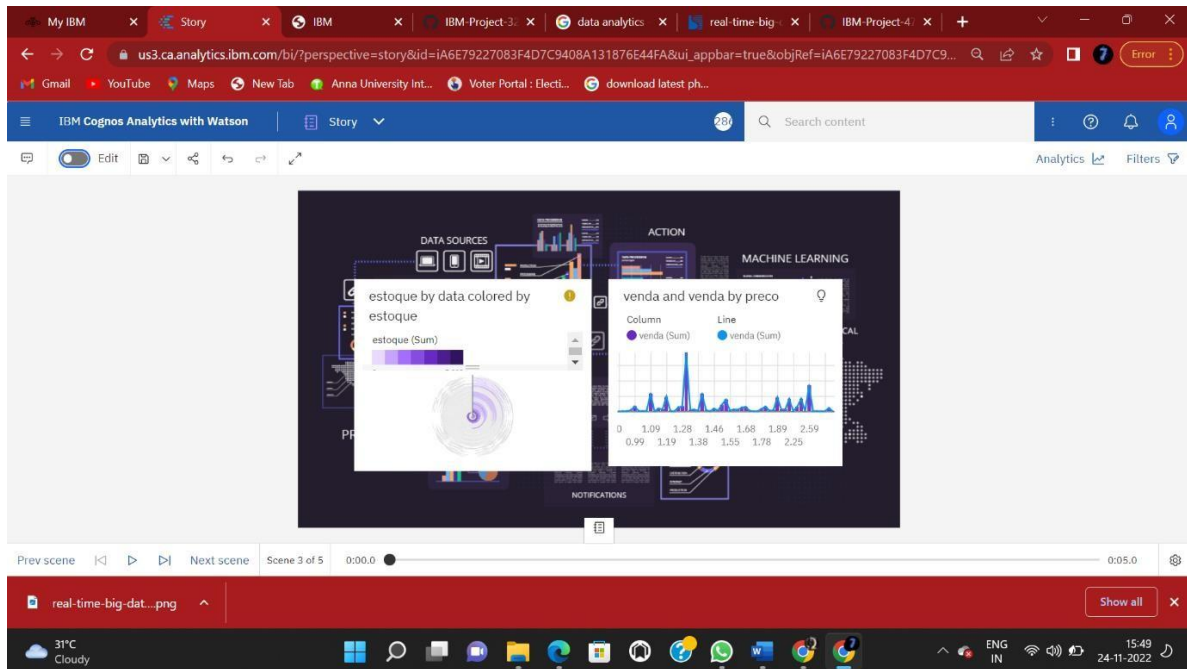 My IBM
Story
IBM
IBM-Project-32
data analytics
real-time-big-
IBM-Project-47
us3.ca.analytics.ibm.com/bi/?perspective=story&id=iA6E79227083F4D7C9408A131876E44FA&ui_appbar=true&objRef=iA6E79227083F4D7C9...
7
Error
Gmail
YouTube
Maps
New Tab
Anna University Int...
Voter Portal : Electi...
download latest ph...
IBM Cognos Analytics with Watson
Story
Search content
Edit
Analytics
Filters
DATA SOURCES
ACTION
MACHINE LEARNING
estoque by data colored by
estoque
estoque (Sum)
venda and venda by preco
Column
Line
venda (Sum)
venda (Sum)
0 1.09 1.28 1.46 1.68 1.89 2.59
0.99 1.19 1.38 1.55 1.78 2.25
NOTIFICATIONS
Prev scene
Next scene
Scene 3 of 5
0:00.0
0:05.0
real-time-big-dat....png
Show all
31°C
Cloudy
ENG
IN
15:49
24-11-2022